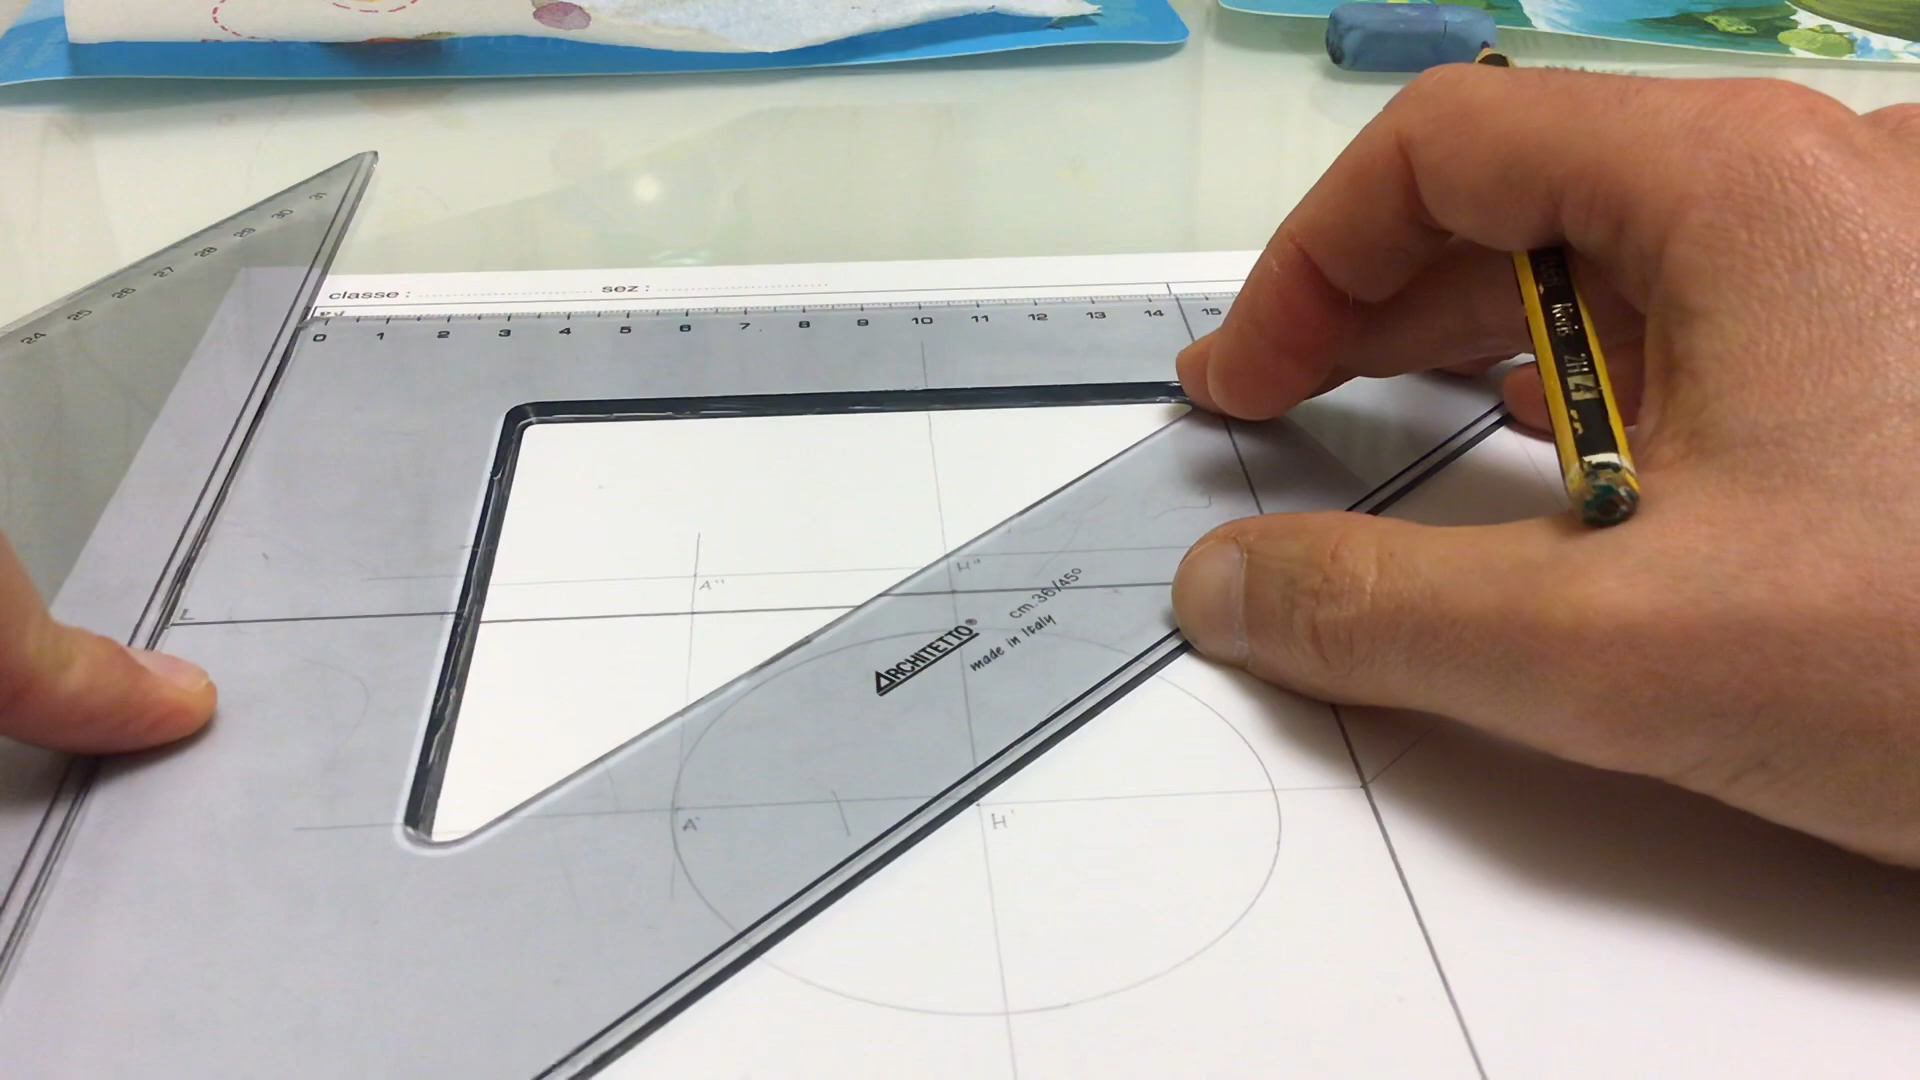 24 25 26 27 28 29 30 31
classe: sez:
0 1 2 3 4 5 6 7 8 9 10 11 12 13 14 15
A" H"
L
ARCHITETTO® cm. 36/45°
made in Italy
A' H'